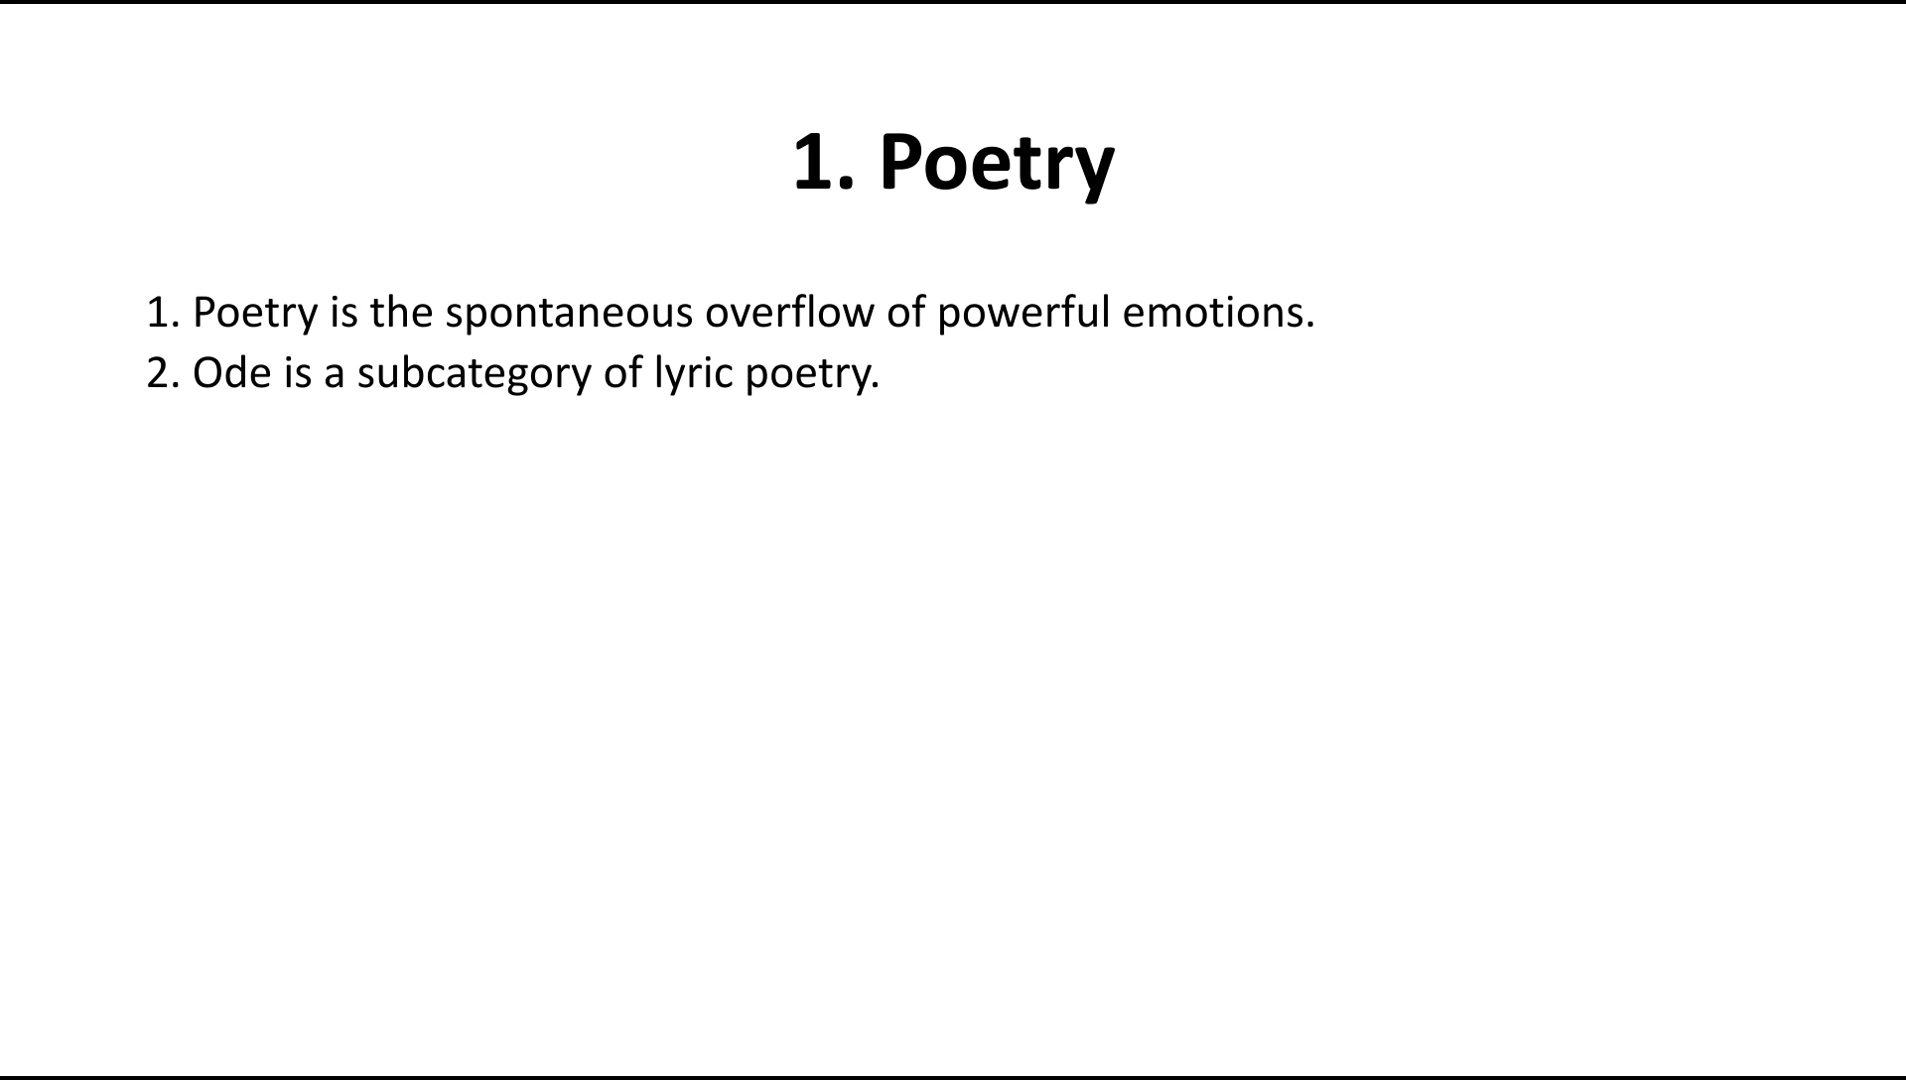 1. Poetry
1. Poetry is the spontaneous overflow of powerful emotions.
2. Ode is a subcategory of lyric poetry.